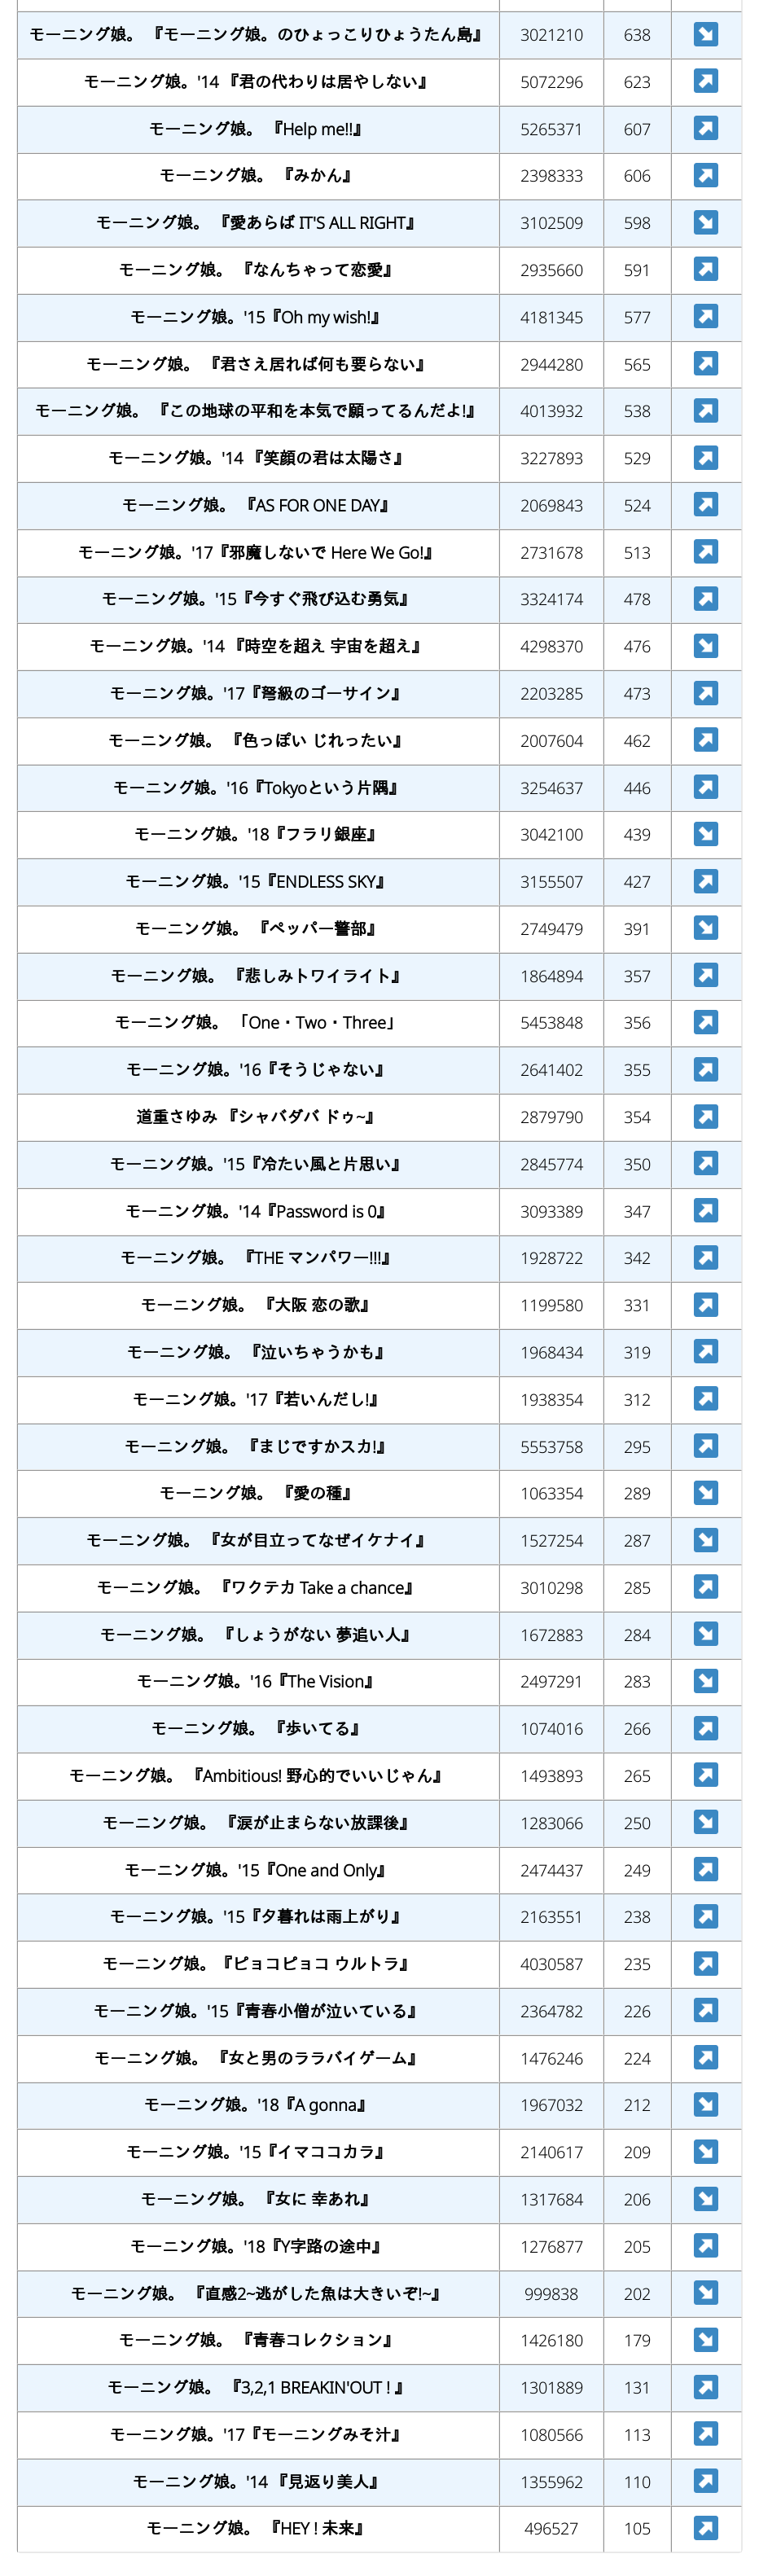 モーニング娘。 『モーニング娘。のひょっこりひょうたん島』 3021210 638 ↘
モーニング娘。'14 『君の代わりは居やしない』 5072296 623 ↗
モーニング娘。 『Help me!!』 5265371 607 ↗
モーニング娘。 『みかん』 2398333 606 ↗
モーニング娘。 『愛あらば IT'S ALL RIGHT』 3102509 598 ↘
モーニング娘。 『なんちゃって恋愛』 2935660 591 ↗
モーニング娘。'15『Oh my wish!』 4181345 577 ↗
モーニング娘。 『君さえ居れば何も要らない』 2944280 565 ↗
モーニング娘。 『この地球の平和を本気で願ってるんだよ!』 4013932 538 ↗
モーニング娘。'14 『笑顔の君は太陽さ』 3227893 529 ↗
モーニング娘。 『AS FOR ONE DAY』 2069843 524 ↗
モーニング娘。'17『邪魔しないで Here We Go!』 2731678 513 ↗
モーニング娘。'15『今すぐ飛び込む勇気』 3324174 478 ↗
モーニング娘。'14 『時空を超え 宇宙を超え』 4298370 476 ↘
モーニング娘。'17『弩級のゴーサイン』 2203285 473 ↗
モーニング娘。 『色っぽい じれったい』 2007604 462 ↗
モーニング娘。'16『Tokyoという片隅』 3254637 446 ↗
モーニング娘。'18『フラリ銀座』 3042100 439 ↘
モーニング娘。'15『ENDLESS SKY』 3155507 427 ↗
モーニング娘。 『ペッパー警部』 2749479 391 ↘
モーニング娘。 『悲しみトワイライト』 1864894 357 ↗
モーニング娘。 「One・Two・Three」 5453848 356 ↗
モーニング娘。'16『そうじゃない』 2641402 355 ↗
道重さゆみ 『シャバダバ ドゥ~』 2879790 354 ↗
モーニング娘。'15『冷たい風と片思い』 2845774 350 ↗
モーニング娘。'14『Password is 0』 3093389 347 ↗
モーニング娘。 『THE マンパワー!!!』 1928722 342 ↗
モーニング娘。 『大阪 恋の歌』 1199580 331 ↗
モーニング娘。 『泣いちゃうかも』 1968434 319 ↗
モーニング娘。'17『若いんだし!』 1938354 312 ↗
モーニング娘。 『まじですかスカ!』 5553758 295 ↗
モーニング娘。 『愛の種』 1063354 289 ↘
モーニング娘。 『女が目立ってなぜイケナイ』 1527254 287 ↘
モーニング娘。 『ワクテカ Take a chance』 3010298 285 ↗
モーニング娘。 『しょうがない 夢追い人』 1672883 284 ↘
モーニング娘。'16『The Vision』 2497291 283 ↘
モーニング娘。 『歩いてる』 1074016 266 ↗
モーニング娘。 『Ambitious! 野心的でいいじゃん』 1493893 265 ↗
モーニング娘。 『涙が止まらない放課後』 1283066 250 ↘
モーニング娘。'15『One and Only』 2474437 249 ↗
モーニング娘。'15『夕暮れは雨上がり』 2163551 238 ↗
モーニング娘。『ピョコピョコ ウルトラ』 4030587 235 ↗
モーニング娘。'15『青春小僧が泣いている』 2364782 226 ↗
モーニング娘。 『女と男のララバイゲーム』 1476246 224 ↗
モーニング娘。'18『A gonna』 1967032 212 ↘
モーニング娘。'15『イマココカラ』 2140617 209 ↘
モーニング娘。 『女に 幸あれ』 1317684 206 ↘
モーニング娘。'18『Y字路の途中』 1276877 205 ↗
モーニング娘。 『直感2~逃がした魚は大きいぞ!~』 999838 202 ↘
モーニング娘。 『青春コレクション』 1426180 179 ↘
モーニング娘。 『3,2,1 BREAKIN'OUT ! 』 1301889 131 ↗
モーニング娘。'17『モーニングみそ汁』 1080566 113 ↗
モーニング娘。'14 『見返り美人』 1355962 110 ↗
モーニング娘。 『HEY ! 未来』 496527 105 ↗